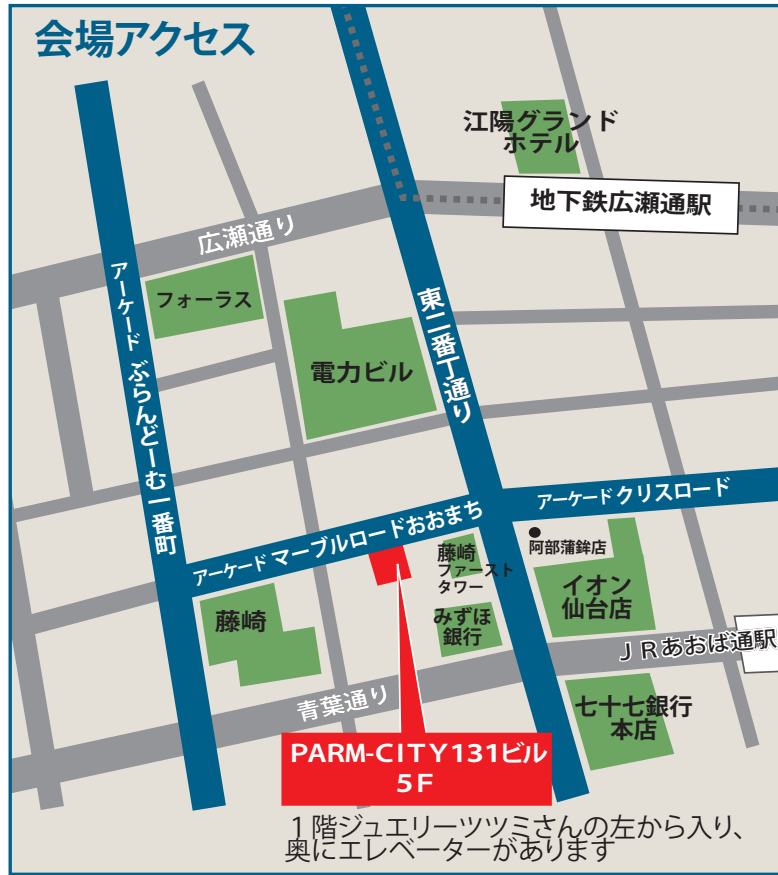 会場アクセス
江陽グランド
ホテル
地下鉄広瀬通駅
広瀬通り
フォーラス
アーケード ぶらんどーむ一番町
電力ビル
東二番丁通り
アーケード クリスロード
アーケード マーブルロードおおまち
阿部蒲鉾店
藤崎
ファースト
タワー
イオン
仙台店
藤崎
みずほ
銀行
ＪＲあおば通駅
青葉通り
七十七銀行
本店
PARM-CITY131ビル
５Ｆ
１階ジュエリーツツミさんの左から入り、
奥にエレベーターがあります